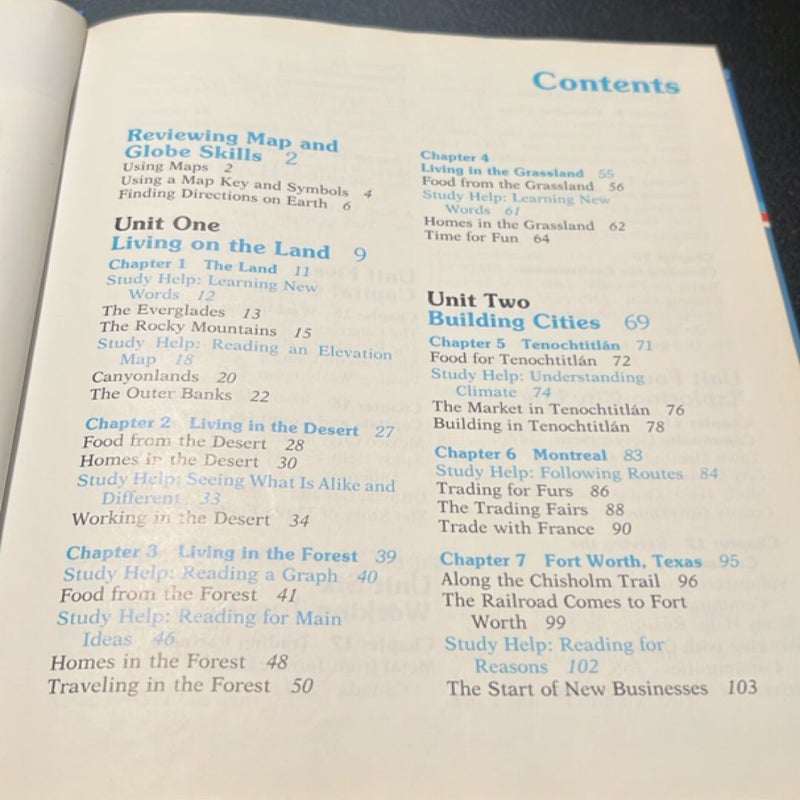 Contents
Reviewing Map and
Globe Skills 2
Using Maps 2
Using a Map Key and Symbols 4
Finding Directions on Earth 6
Unit One
Living on the Land 9
Chapter 1 The Land 11
Study Help: Learning New
Words 12
The Everglades 13
The Rocky Mountains 15
Study Help: Reading an Elevation
Map 18
Canyonlands 20
The Outer Banks 22
Chapter 2 Living in the Desert 27
Food from the Desert 28
Homes in the Desert 30
Study Help: Seeing What Is Alike and
Different 33
Working in the Desert 34
Chapter 3 Living in the Forest 39
Study Help: Reading a Graph 40
Food from the Forest 41
Study Help: Reading for Main
Ideas 46
Homes in the Forest 48
Traveling in the Forest 50
Chapter 4
Living in the Grassland 55
Food from the Grassland 56
Study Help: Learning New
Words 61
Homes in the Grassland 62
Time for Fun 64
Unit Two
Building Cities 69
Chapter 5 Tenochtitlán 71
Food for Tenochtitlán 72
Study Help: Understanding
Climate 74
The Market in Tenochtitlán 76
Building in Tenochtitlán 78
Chapter 6 Montreal 83
Study Help: Following Routes 84
Trading for Furs 86
The Trading Fairs 88
Trade with France 90
Chapter 7 Fort Worth, Texas 95
Along the Chisholm Trail 96
The Railroad Comes to Fort
Worth 99
Study Help: Reading for
Reasons 102
The Start of New Businesses 103